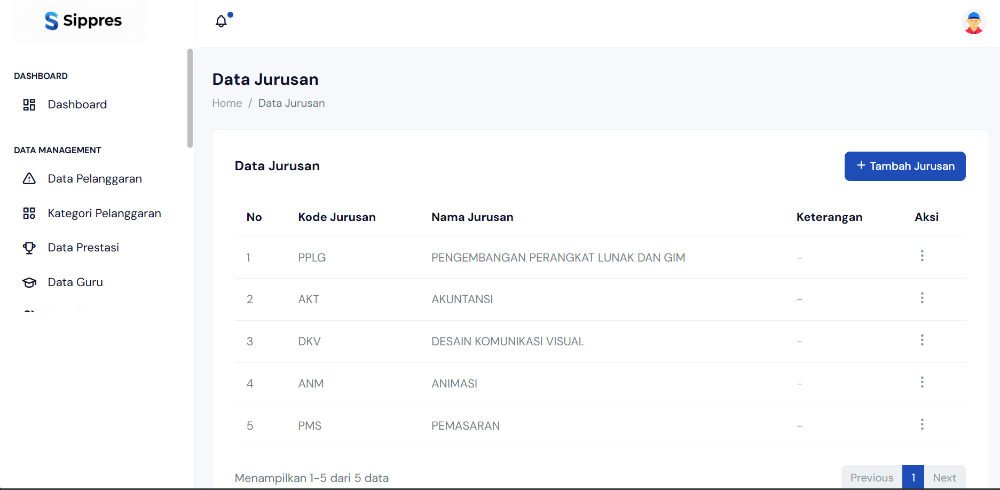 Sippres
DASHBOARD
Dashboard
DATA MANAGEMENT
Data Pelanggaran
Kategori Pelanggaran
Data Prestasi
Data Guru
Data Jurusan
Home / Data Jurusan
Data Jurusan
+ Tambah Jurusan
No Kode Jurusan Nama Jurusan Keterangan Aksi
1 PPLG PENGEMBANGAN PERANGKAT LUNAK DAN GIM -
2 AKT AKUNTANSI -
3 DKV DESAIN KOMUNIKASI VISUAL -
4 ANM ANIMASI -
5 PMS PEMASARAN -
Menampilkan 1-5 dari 5 data
Previous 1 Next